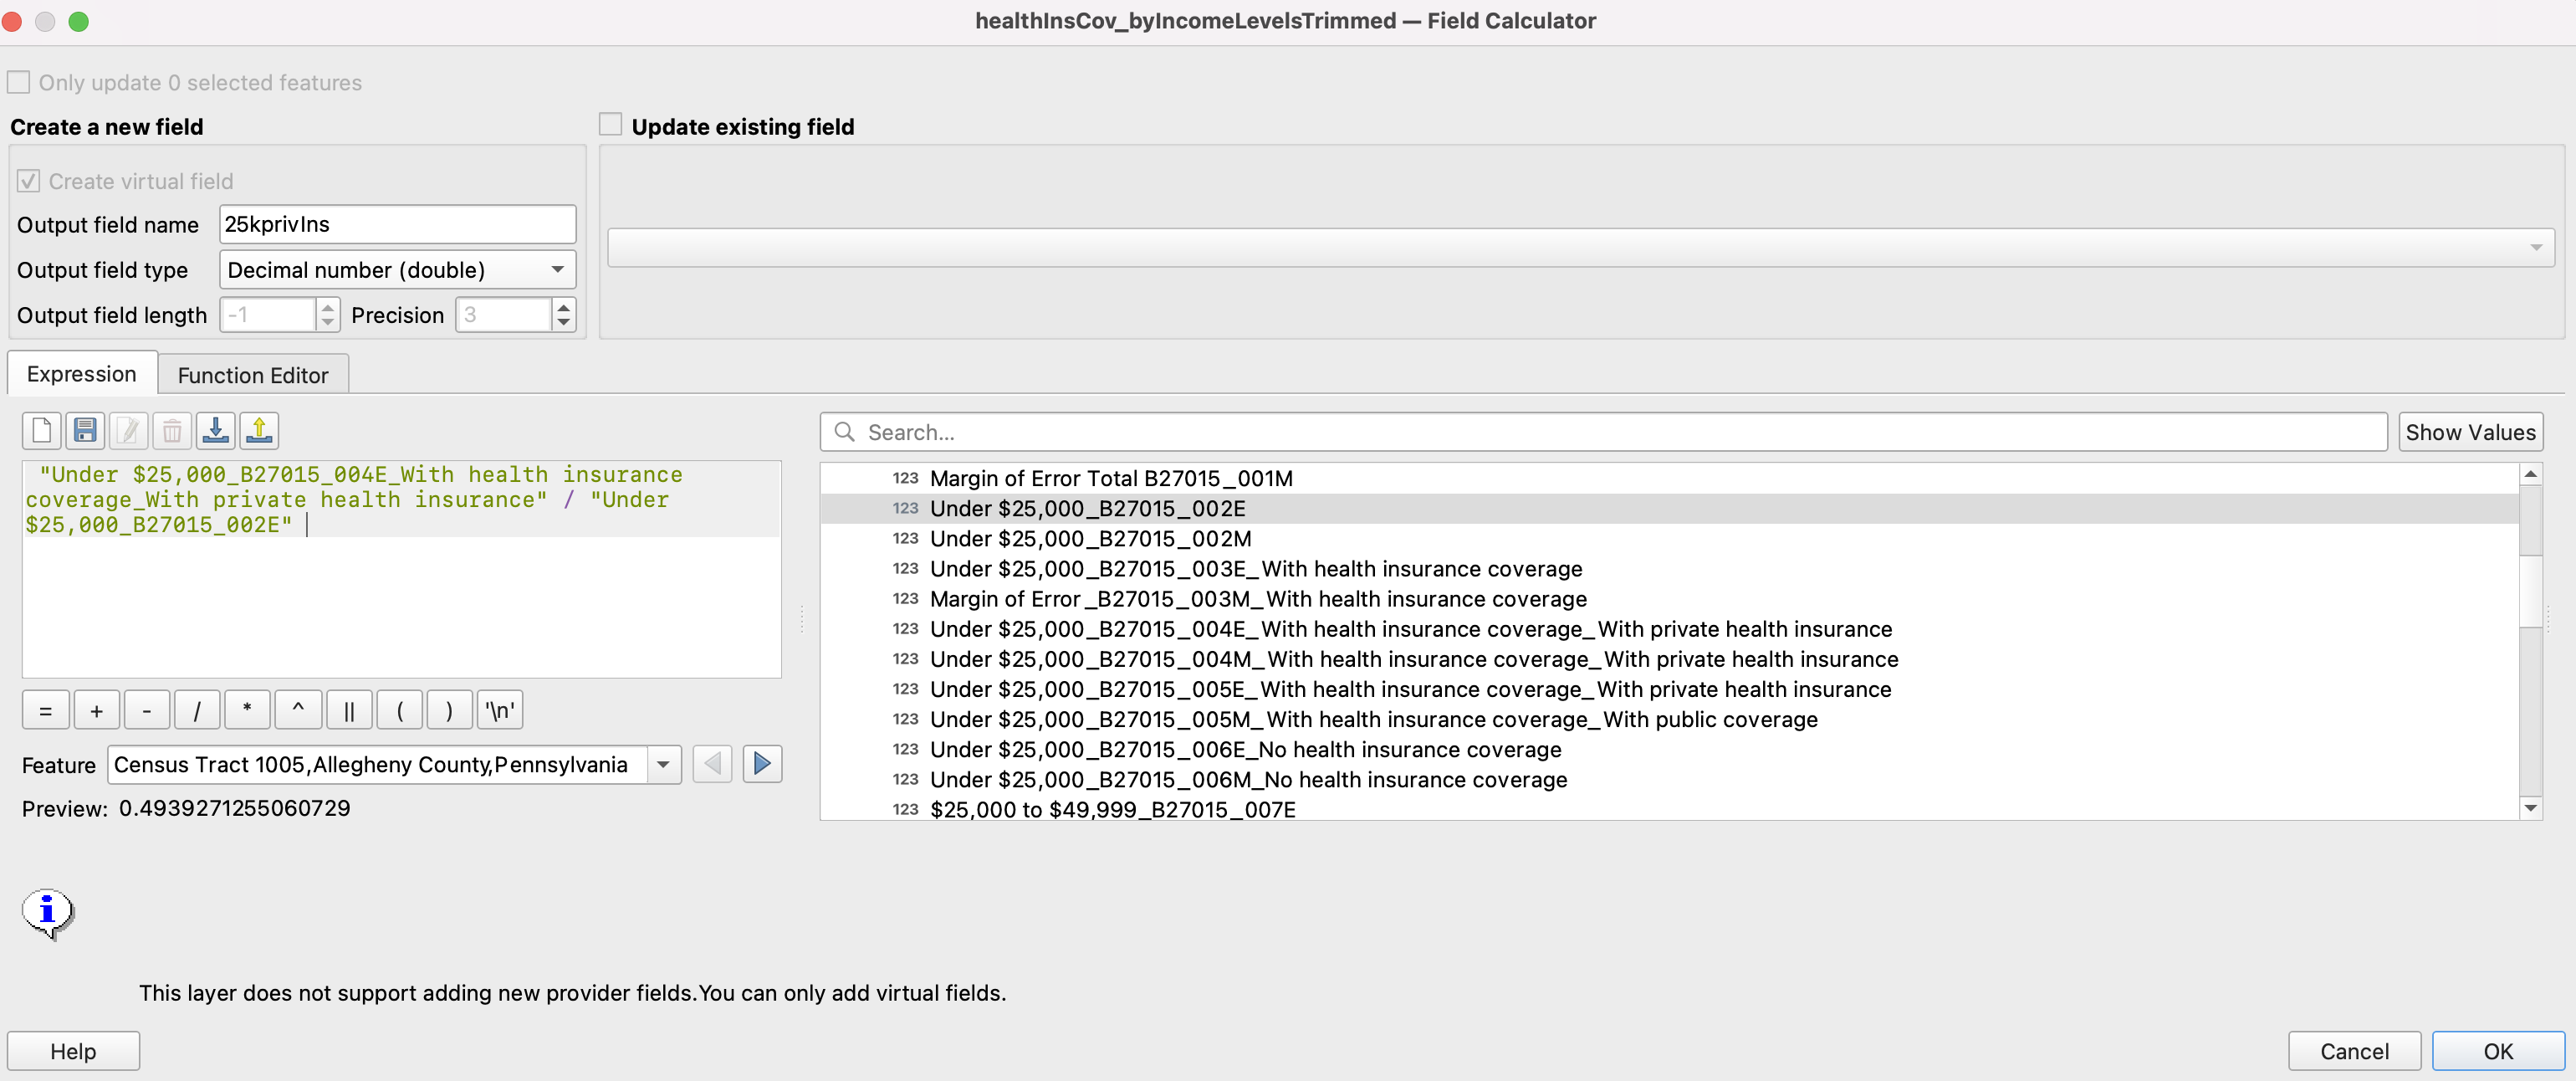 healthInsCov_byIncomeLevelsTrimmed — Field Calculator
Only update 0 selected features
Create a new field
Update existing field
Create virtual field
Output field name 25kprivIns
Output field type Decimal number (double)
Output field length -1 Precision 3
Expression Function Editor
Search... Show Values
"Under $25,000_B27015_004E_With health insurance
coverage_With private health insurance" / "Under
$25,000_B27015_002E"
= + - / * ^ || ( ) '\n'
Feature Census Tract 1005,Allegheny County,Pennsylvania
Preview: 0.4939271255060729
123 Margin of Error Total B27015_001M
123 Under $25,000_B27015_002E
123 Under $25,000_B27015_002M
123 Under $25,000_B27015_003E_With health insurance coverage
123 Margin of Error_B27015_003M_With health insurance coverage
123 Under $25,000_B27015_004E_With health insurance coverage_With private health insurance
123 Under $25,000_B27015_004M_With health insurance coverage_With private health insurance
123 Under $25,000_B27015_005E_With health insurance coverage_With private health insurance
123 Under $25,000_B27015_005M_With health insurance coverage_With public coverage
123 Under $25,000_B27015_006E_No health insurance coverage
123 Under $25,000_B27015_006M_No health insurance coverage
123 $25,000 to $49,999_B27015_007E
This layer does not support adding new provider fields.You can only add virtual fields.
Help Cancel OK